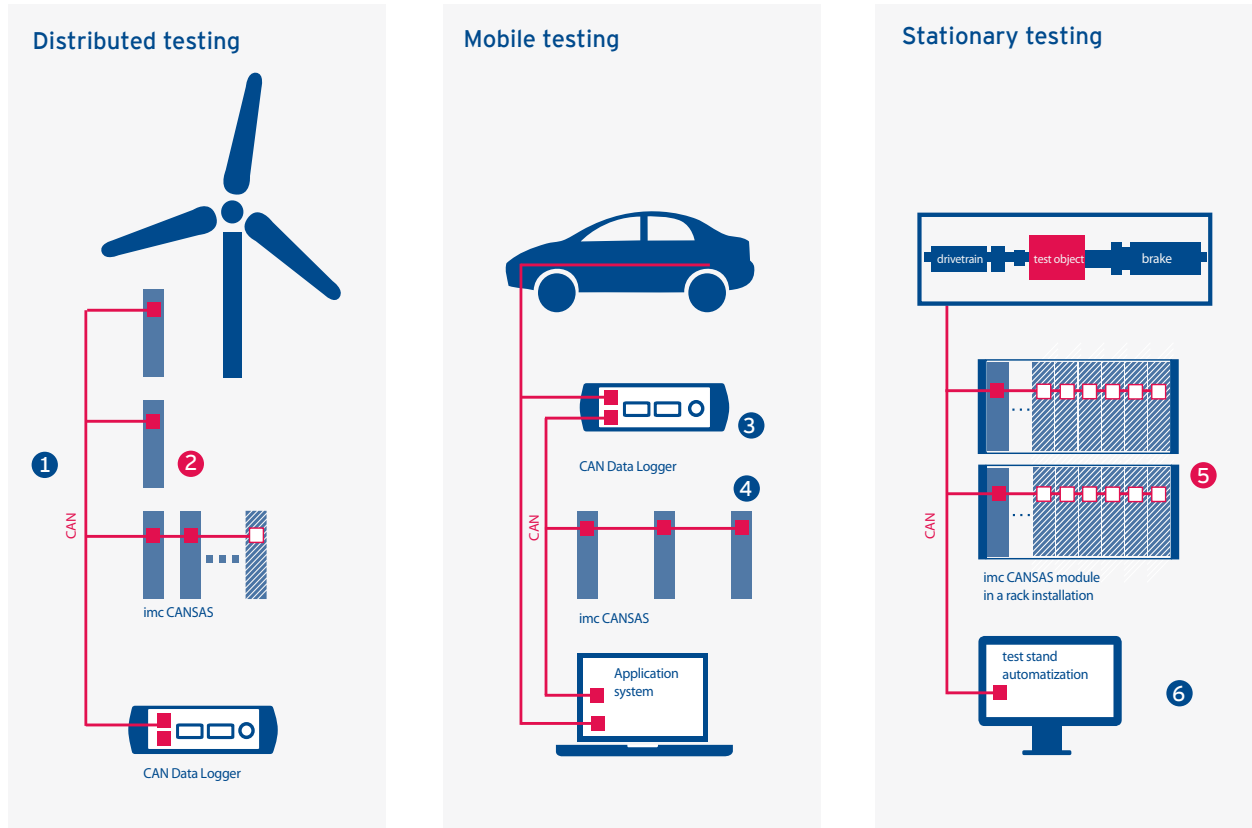 Distributed testing
1
2
CAN
imc CANSAS
CAN Data Logger
Mobile testing
3
CAN Data Logger
4
CAN
imc CANSAS
Application
system
Stationary testing
drivetrain
test object
brake
5
CAN
imc CANSAS module
in a rack installation
test stand
automatization
6